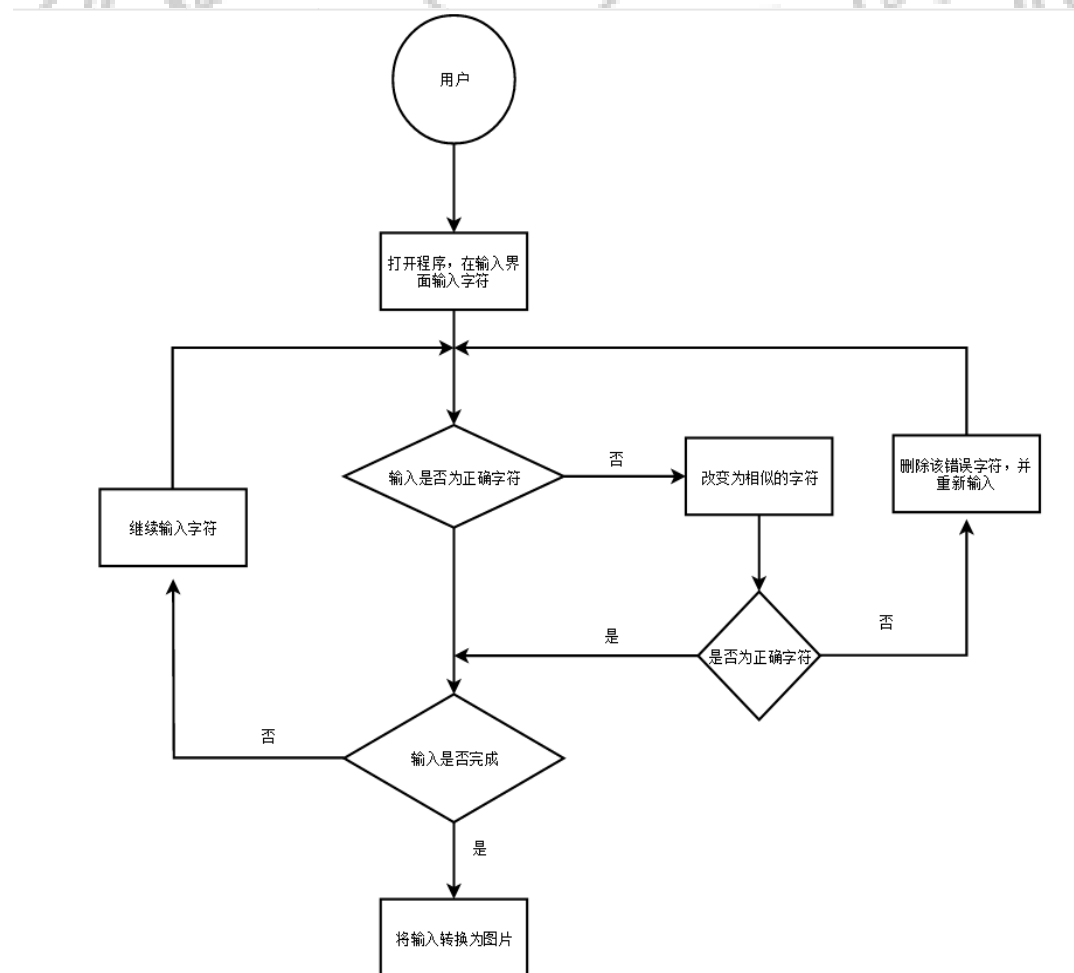 用户
打开程序，在输入界
面输入字符
输入是否为正确字符
否
改变为相似的字符
删除该错误字符，并
重新输入
继续输入字符
是
是否为正确字符
否
否
输入是否完成
是
将输入转换为图片